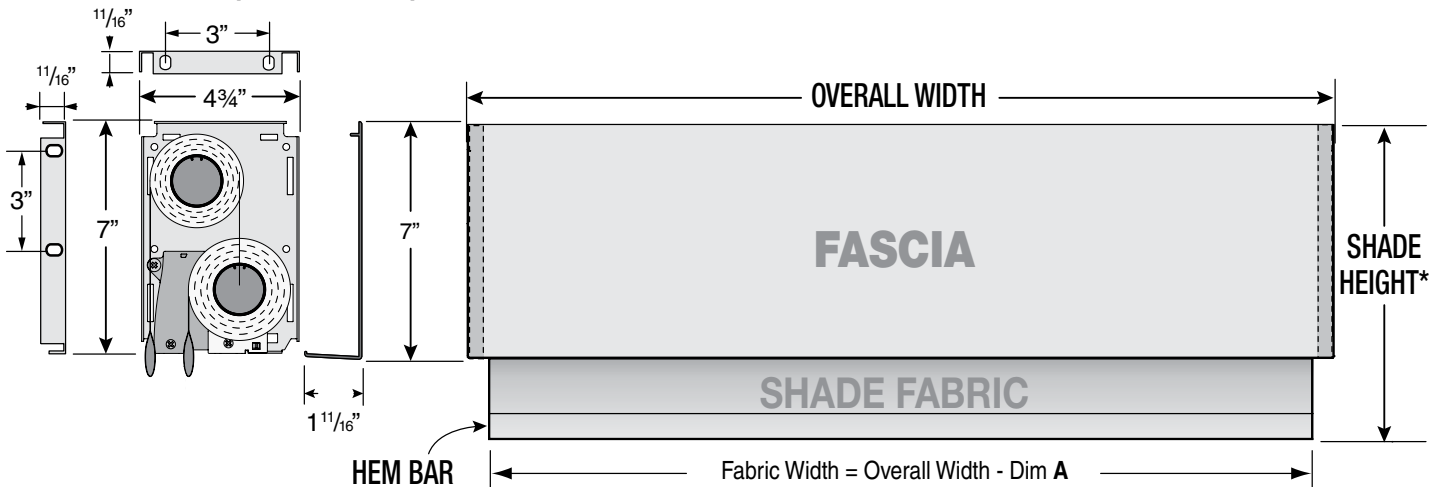 11/16”
3”
11/16”
4¾”
OVERALL WIDTH
3”
7”
7”
FASCIA
SHADE
HEIGHT*
SHADE FABRIC
1 11/16”
HEM BAR
Fabric Width = Overall Width - Dim A